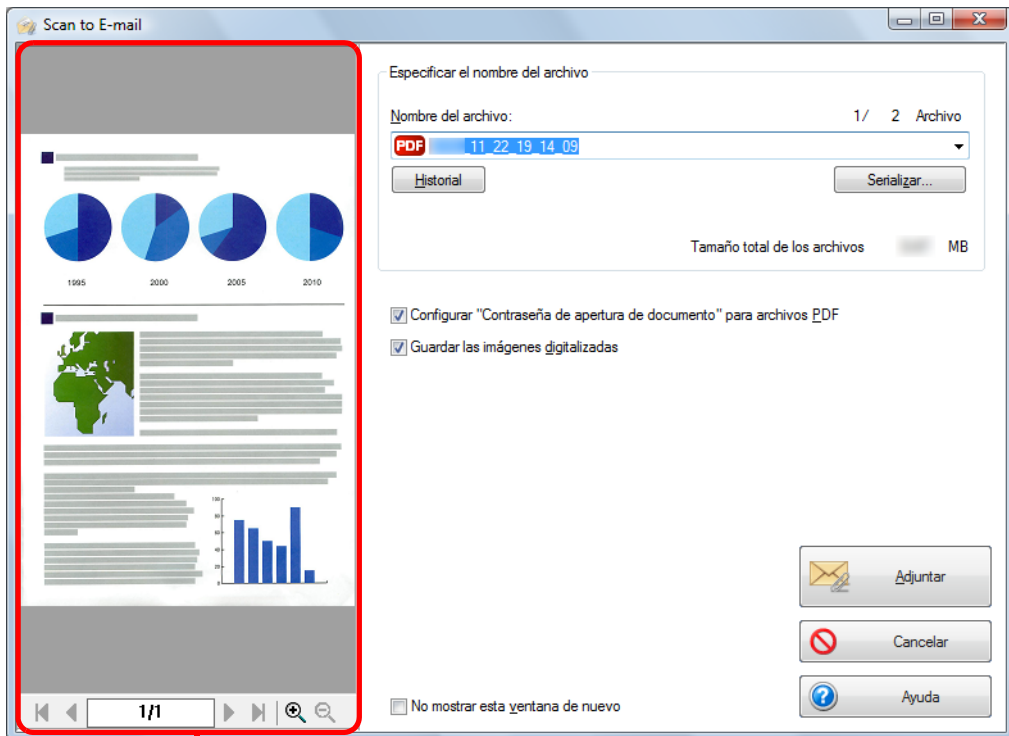 Scan to E-mail
Especificar el nombre del archivo
Nombre del archivo: 1/ 2 Archivo
PDF 11_22_19_14_09
Historial Serializar...
Tamaño total de los archivos MB
1995 2000 2005 2010
Configurar "Contraseña de apertura de documento" para archivos PDF
Guardar las imágenes digitalizadas
100
80
60
40
20
0
Adjuntar
Cancelar
Ayuda
1/1
No mostrar esta ventana de nuevo